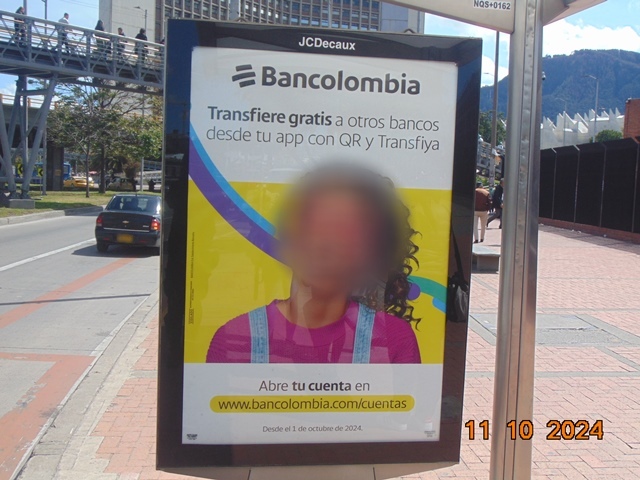 NQS+0162
JCDecaux
Bancolombia
Transfiere gratis a otros bancos
desde tu app con QR y Transfiya
Abre tu cuenta en
www.bancolombia.com/cuentas
Desde el 1 de octubre de 2024.
11 10 2024